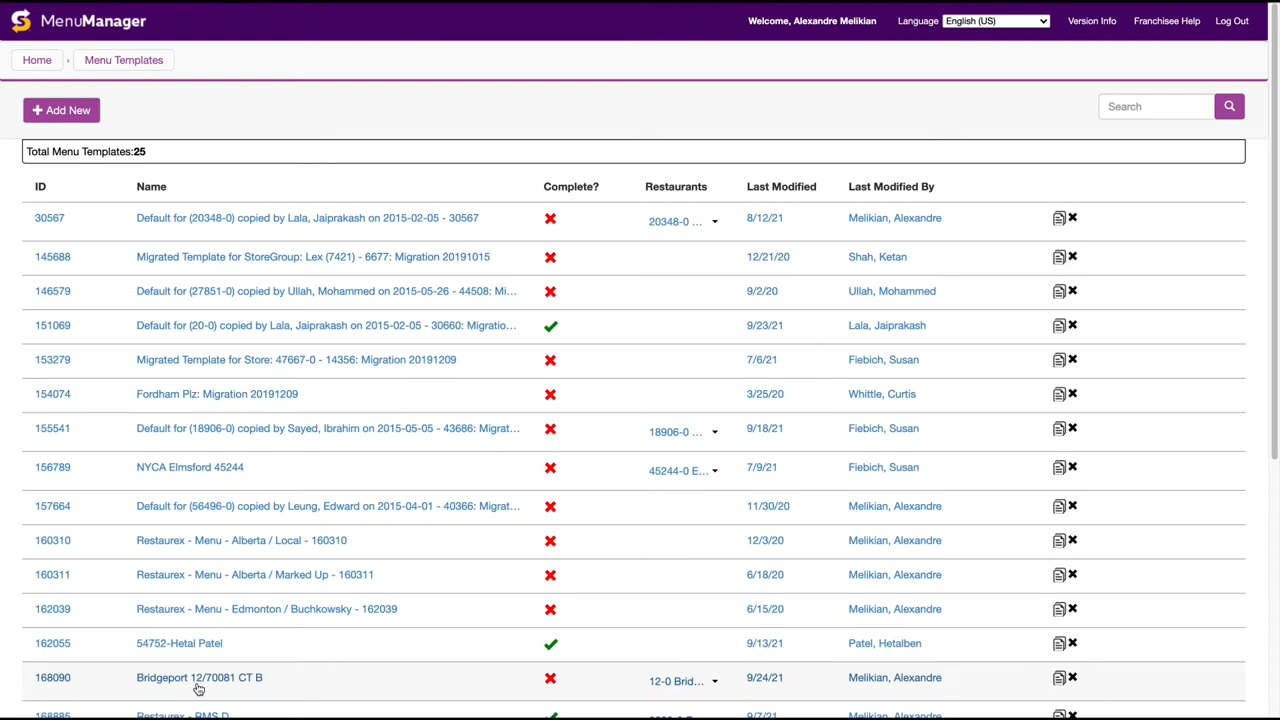 MenuManager
Welcome, Alexandre Melikian
Language English (US)
Version Info
Franchisee Help
Log Out
Home › Menu Templates
Add New
Search
Total Menu Templates:25
ID Name Complete? Restaurants Last Modified Last Modified By
30567 Default for (20348-0) copied by Lala, Jaiprakash on 2015-02-05 - 30567 20348-0 ... 8/12/21 Melikian, Alexandre
145688 Migrated Template for StoreGroup: Lex (7421) - 6677: Migration 20191015 12/21/20 Shah, Ketan
146579 Default for (27851-0) copied by Ullah, Mohammed on 2015-05-26 - 44508: Mi... 9/2/20 Ullah, Mohammed
151069 Default for (20-0) copied by Lala, Jaiprakash on 2015-02-05 - 30660: Migratio... 9/23/21 Lala, Jaiprakash
153279 Migrated Template for Store: 47667-0 - 14356: Migration 20191209 7/6/21 Fiebich, Susan
154074 Fordham Plz: Migration 20191209 3/25/20 Whittle, Curtis
155541 Default for (18906-0) copied by Sayed, Ibrahim on 2015-05-05 - 43686: Migrat... 18906-0 ... 9/18/21 Fiebich, Susan
156789 NYCA Elmsford 45244 45244-0 E... 7/9/21 Fiebich, Susan
157664 Default for (56496-0) copied by Leung, Edward on 2015-04-01 - 40366: Migrat... 11/30/20 Melikian, Alexandre
160310 Restaurex - Menu - Alberta / Local - 160310 12/3/20 Melikian, Alexandre
160311 Restaurex - Menu - Alberta / Marked Up - 160311 6/18/20 Melikian, Alexandre
162039 Restaurex - Menu - Edmonton / Buchkowsky - 162039 6/15/20 Melikian, Alexandre
162055 54752-Hetal Patel 9/13/21 Patel, Hetalben
168090 Bridgeport 12/70081 CT B 12-0 Brid... 9/24/21 Melikian, Alexandre
168885 Restaurex - RMS D 9/7/21 Melikian, Alexandre